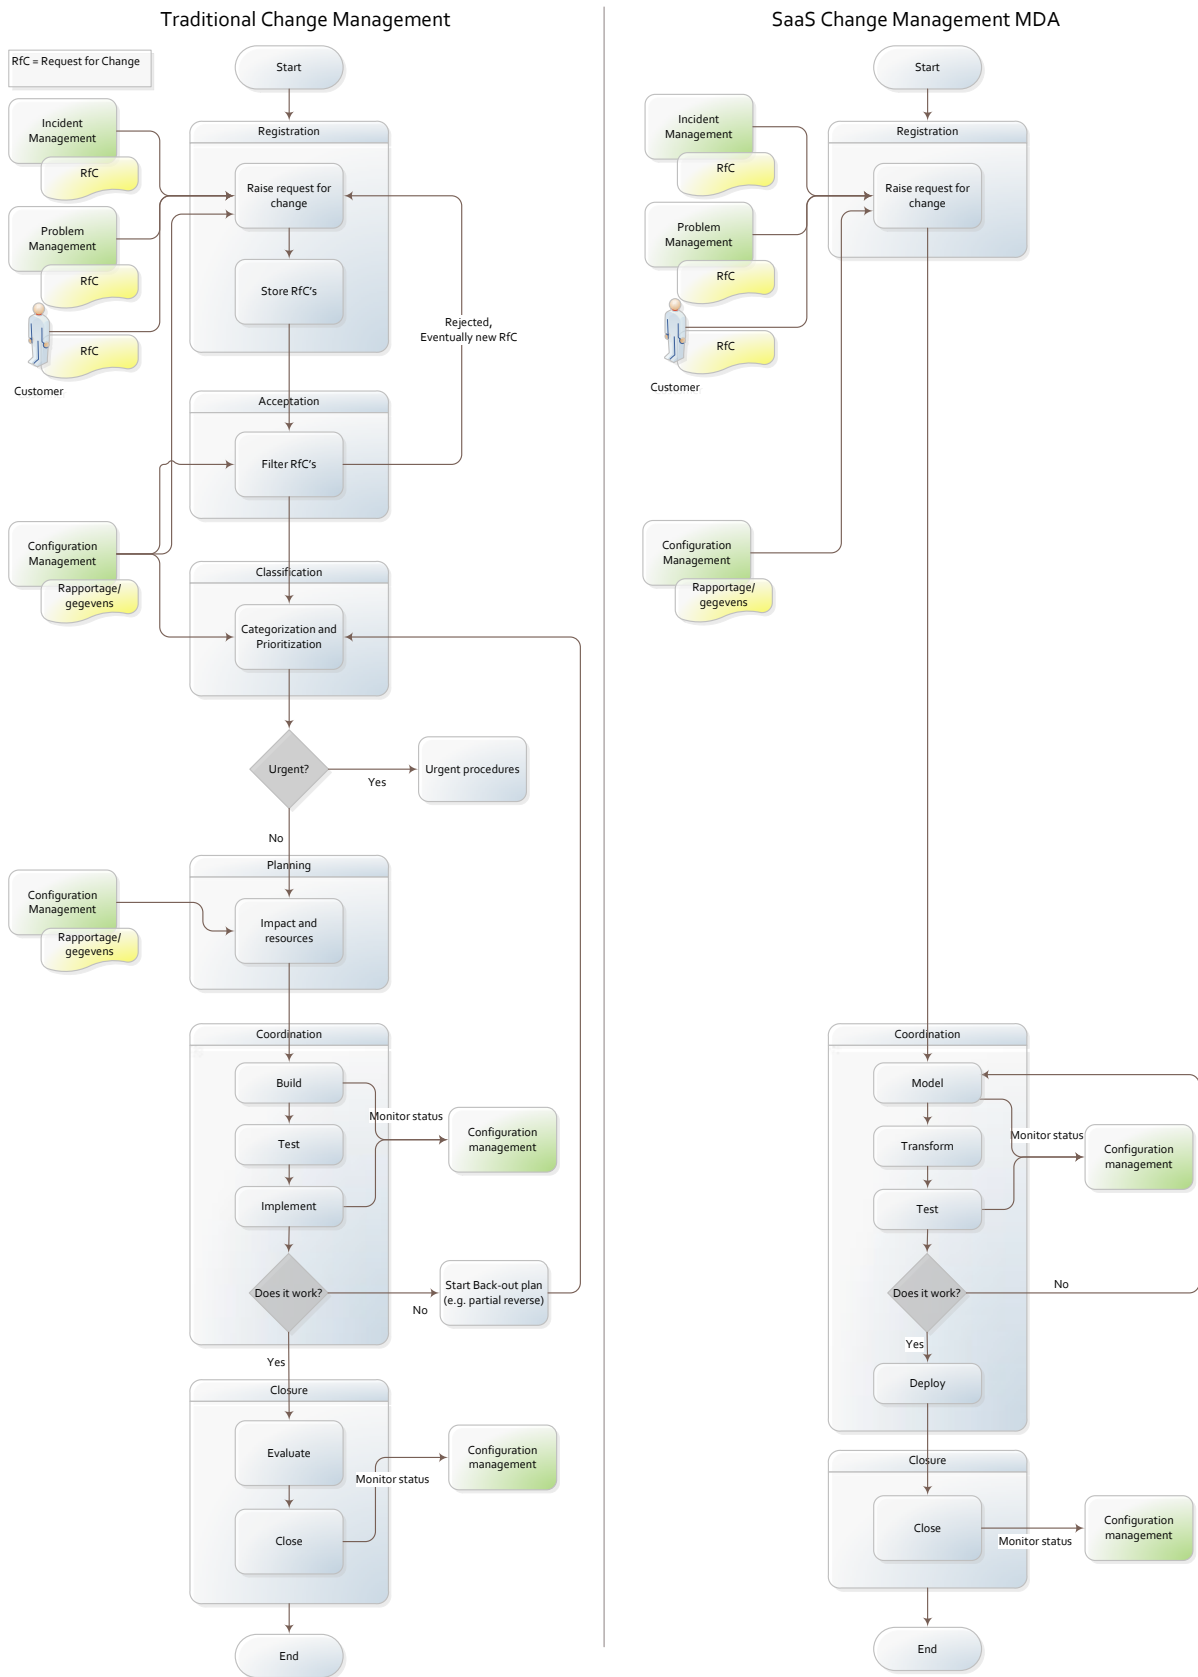 Traditional Change Management
RfC = Request for Change
Start
Incident
Management
RfC
Registration
Raise request for
change
Problem
Management
RfC
Store RfC's
Rejected,
Eventually new RfC
RfC
Customer
Acceptation
Filter RfC's
Configuration
Management
Rapportage/
gegevens
Classification
Categorization and
Prioritization
Urgent?
Yes
Urgent procedures
No
Planning
Configuration
Management
Rapportage/
gegevens
Impact and
resources
Coordination
Build
Monitor status
Test
Configuration
management
Implement
Does it work?
No
Start Back-out plan
(e.g. partial reverse)
Yes
Closure
Evaluate
Configuration
management
Monitor status
Close
End
SaaS Change Management MDA
Start
Incident
Management
RfC
Registration
Raise request for
change
Problem
Management
RfC
RfC
Customer
Configuration
Management
Rapportage/
gegevens
Coordination
Model
Monitor status
Transform
Configuration
management
Test
Does it work?
No
Yes
Deploy
Closure
Close
Monitor status
Configuration
management
End